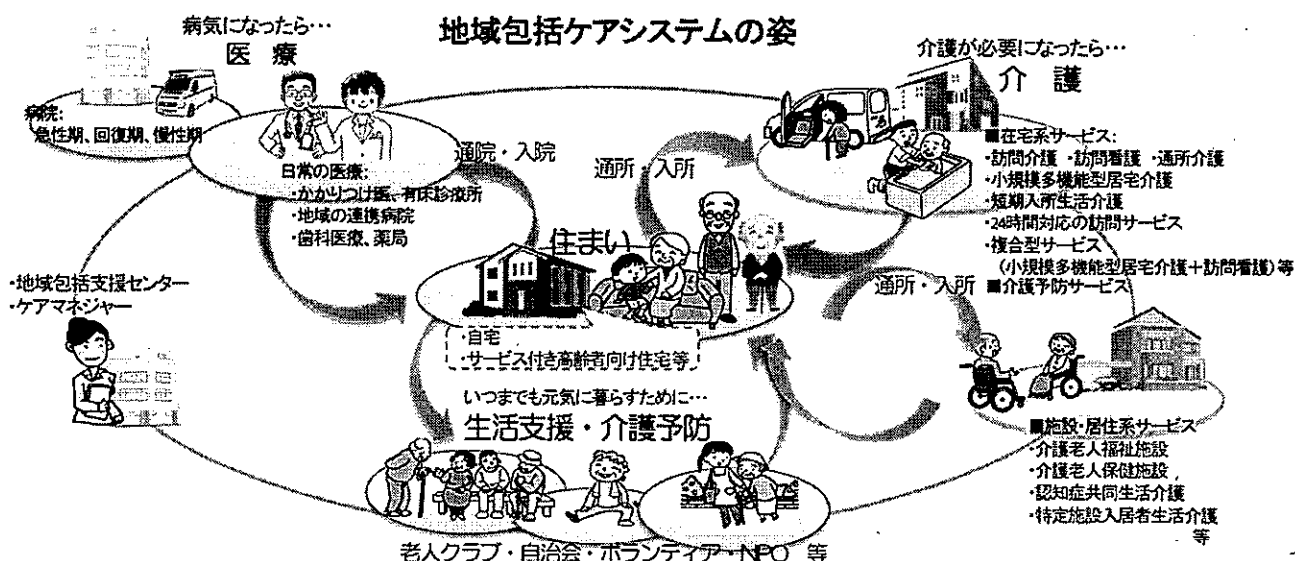 地域包括ケアシステムの姿
病気になったら…
医 療
病院:
急性期、回復期、慢性期
日常の医療:
・かかりつけ医、有床診療所
・地域の連携病院
・歯科医療、薬局
通院・入院
通所・入所
介護が必要になったら…
介 護
■在宅系サービス:
・訪問介護 ・訪問看護 ・通所介護
・小規模多機能型居宅介護
・短期入所生活介護
・24時間対応の訪問サービス
・複合型サービス
(小規模多機能型居宅介護+訪問看護)等
■介護予防サービス
住まい
・地域包括支援センター
・ケアマネジャー
・自宅
・サービス付き高齢者向け住宅等
通所・入所
いつまでも元気に暮らすために…
生活支援・介護予防
■施設・居住系サービス
・介護老人福祉施設
・介護老人保健施設
・認知症共同生活介護
・特定施設入居者生活介護
等
老人クラブ・自治会・ボランティア・NPO 等